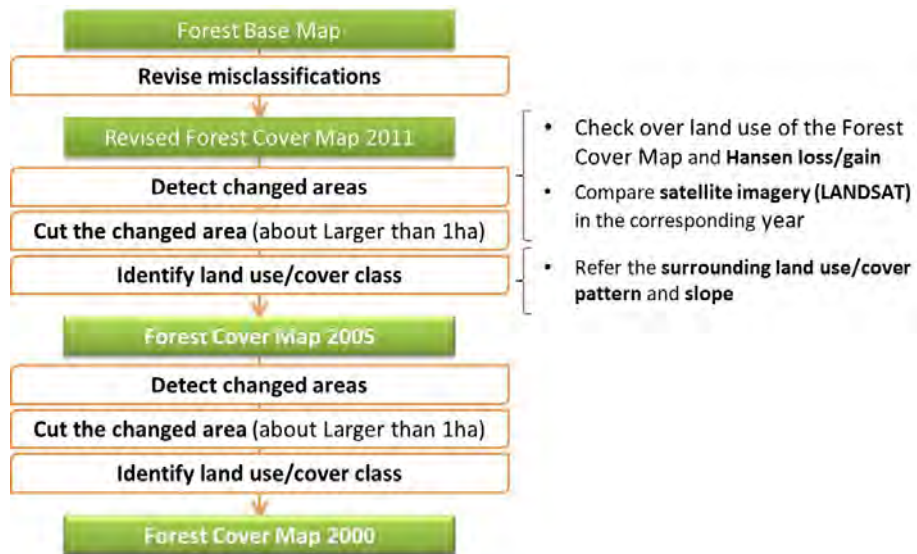 Forest Base Map
Revise misclassifications
Revised Forest Cover Map 2011
Detect changed areas
Cut the changed area (about Larger than 1ha)
Identify land use/cover class
• Check over land use of the Forest
Cover Map and Hansen loss/gain
• Compare satellite imagery (LANDSAT)
in the corresponding year
• Refer the surrounding land use/cover
pattern and slope
Forest Cover Map 2005
Detect changed areas
Cut the changed area (about Larger than 1ha)
Identify land use/cover class
Forest Cover Map 2000